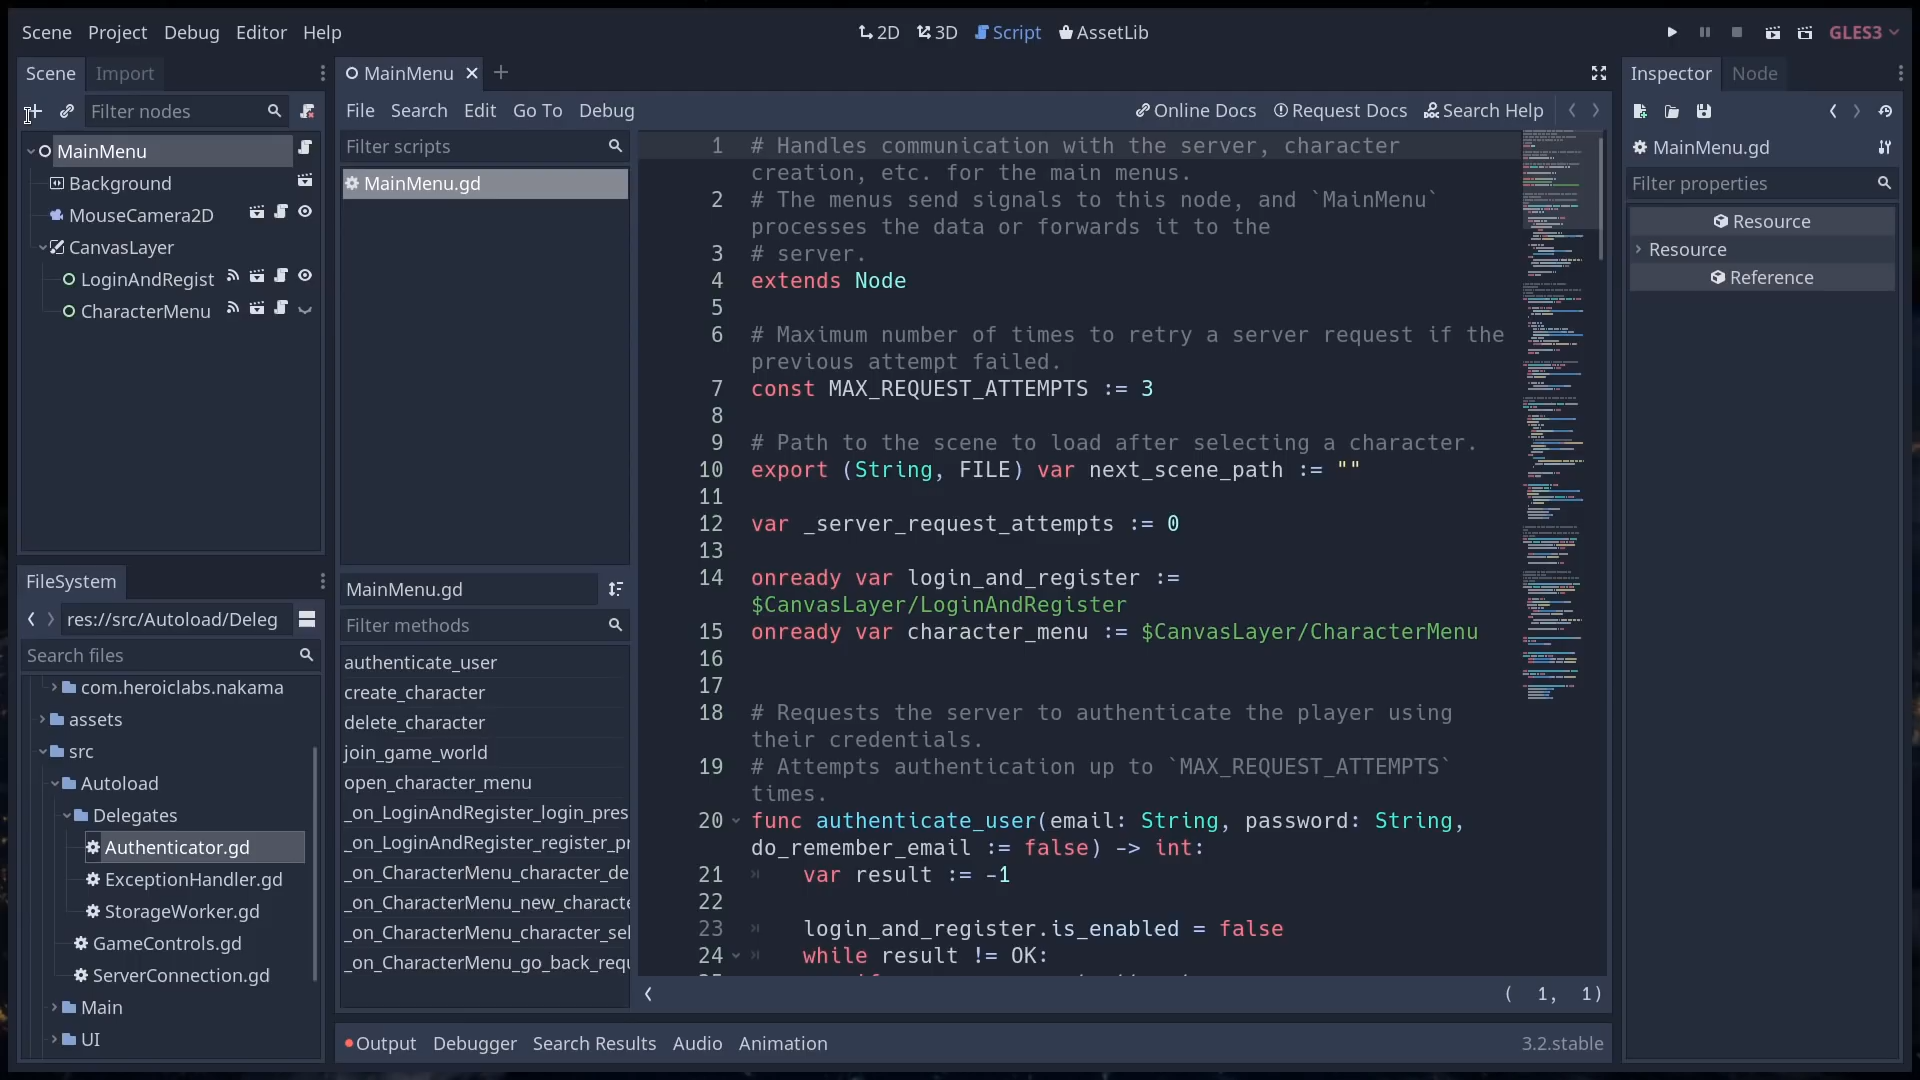 Scene Project Debug Editor Help
2D 3D Script AssetLib
GLES3
Scene Import
Filter nodes
MainMenu
Background
MouseCamera2D
CanvasLayer
LoginAndRegist
CharacterMenu
FileSystem
res://src/Autoload/Deleg
Search files
com.heroiclabs.nakama
assets
src
Autoload
Delegates
Authenticator.gd
ExceptionHandler.gd
StorageWorker.gd
GameControls.gd
ServerConnection.gd
Main
UI
MainMenu
File Search Edit Go To Debug
Online Docs Request Docs Search Help
Filter scripts
MainMenu.gd
MainMenu.gd
Filter methods
authenticate_user
create_character
delete_character
join_game_world
open_character_menu
_on_LoginAndRegister_login_pres
_on_LoginAndRegister_register_pr
_on_CharacterMenu_character_de
_on_CharacterMenu_new_characte
_on_CharacterMenu_character_sel
_on_CharacterMenu_go_back_requ
1 # Handles communication with the server, character
creation, etc. for the main menus.
2 # The menus send signals to this node, and `MainMenu`
processes the data or forwards it to the
3 # server.
4 extends Node
5
6 # Maximum number of times to retry a server request if the
previous attempt failed.
7 const MAX_REQUEST_ATTEMPTS := 3
8
9 # Path to the scene to load after selecting a character.
10 export (String, FILE) var next_scene_path := ""
11
12 var _server_request_attempts := 0
13
14 onready var login_and_register :=
$CanvasLayer/LoginAndRegister
15 onready var character_menu := $CanvasLayer/CharacterMenu
16
17
18 # Requests the server to authenticate the player using
their credentials.
19 # Attempts authentication up to `MAX_REQUEST_ATTEMPTS`
times.
20 func authenticate_user(email: String, password: String,
do_remember_email := false) -> int:
21 var result := -1
22
23 login_and_register.is_enabled = false
24 while result != OK:
( 1, 1)
Output Debugger Search Results Audio Animation
3.2.stable
Inspector Node
MainMenu.gd
Filter properties
Resource
Resource
Reference